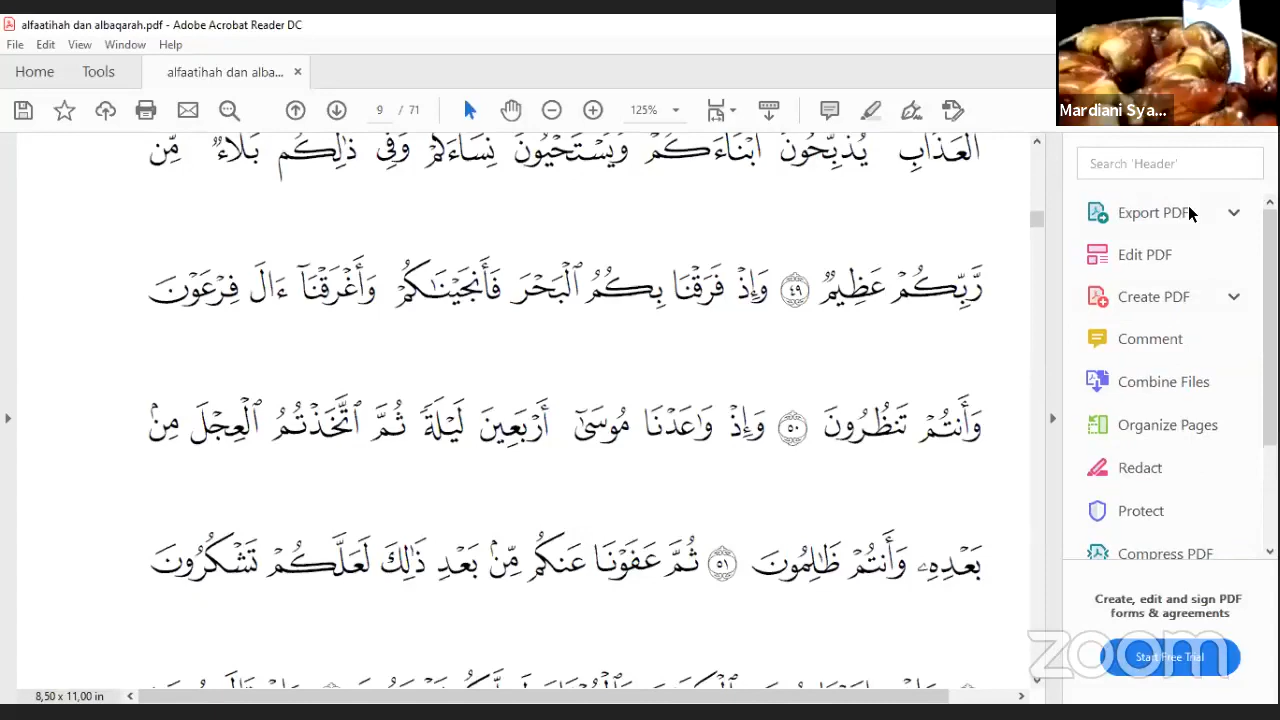 alfaatihah dan albaqarah.pdf - Adobe Acrobat Reader DC
File Edit View Window Help
Home Tools alfaatihah dan alba... ×
9 / 71 125%
Mardiani Sya...
ٱلْعَذَابِ يُذَبِّحُونَ أَبْنَآءَكُمْ وَيَسْتَحْيُونَ نِسَآءَكُمْ وَفِى ذَٰلِكُم بَلَآءٌ مِّن
رَّبِّكُمْ عَظِيمٌ ٤٩ وَإِذْ فَرَقْنَا بِكُمُ ٱلْبَحْرَ فَأَنجَيْنَٰكُمْ وَأَغْرَقْنَآ ءَالَ فِرْعَوْنَ
وَأَنتُمْ تَنظُرُونَ ٥٠ وَإِذْ وَٰعَدْنَا مُوسَىٰٓ أَرْبَعِينَ لَيْلَةً ثُمَّ ٱتَّخَذْتُمُ ٱلْعِجْلَ مِنۢ
بَعْدِهِۦ وَأَنتُمْ ظَٰلِمُونَ ٥١ ثُمَّ عَفَوْنَا عَنكُم مِّنۢ بَعْدِ ذَٰلِكَ لَعَلَّكُمْ تَشْكُرُونَ
8,50 x 11,00 in
Search 'Header'
Export PDF
Edit PDF
Create PDF
Comment
Combine Files
Organize Pages
Redact
Protect
Compress PDF
Create, edit and sign PDF
forms & agreements
Start Free Trial
zoom